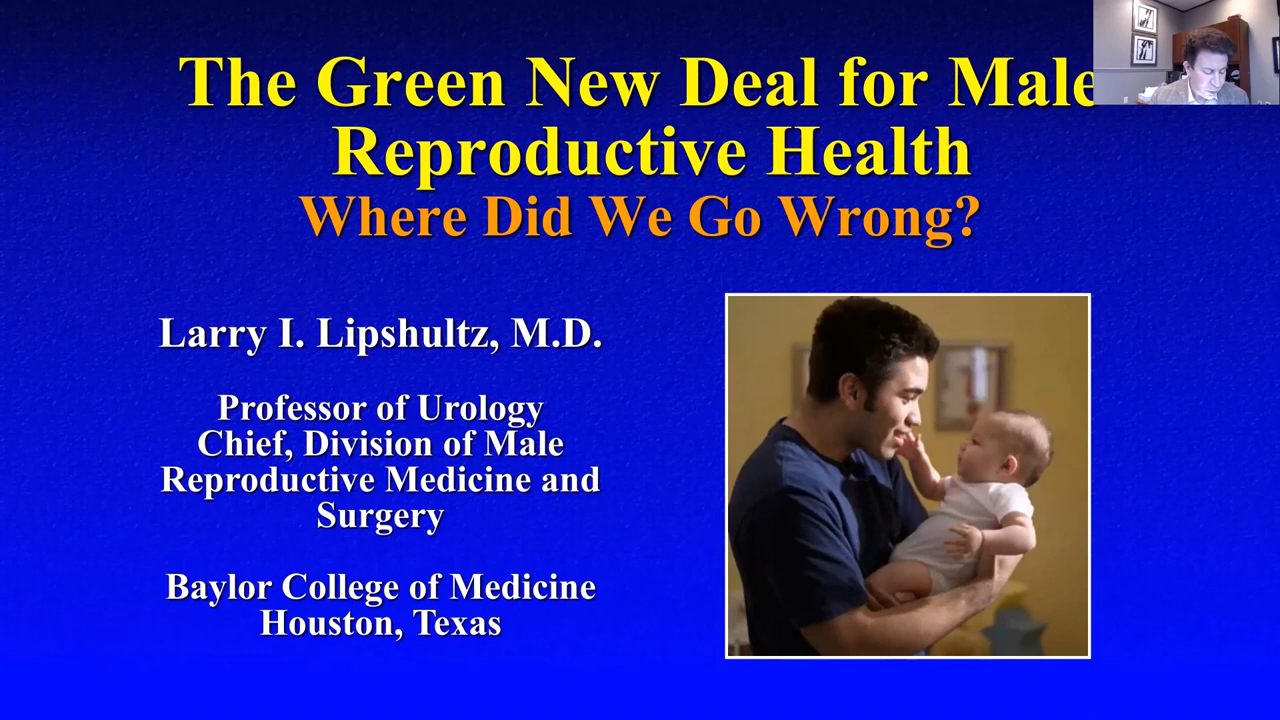 The Green New Deal for Male
Reproductive Health
Where Did We Go Wrong?
Larry I. Lipshultz, M.D.
Professor of Urology
Chief, Division of Male
Reproductive Medicine and
Surgery
Baylor College of Medicine
Houston, Texas